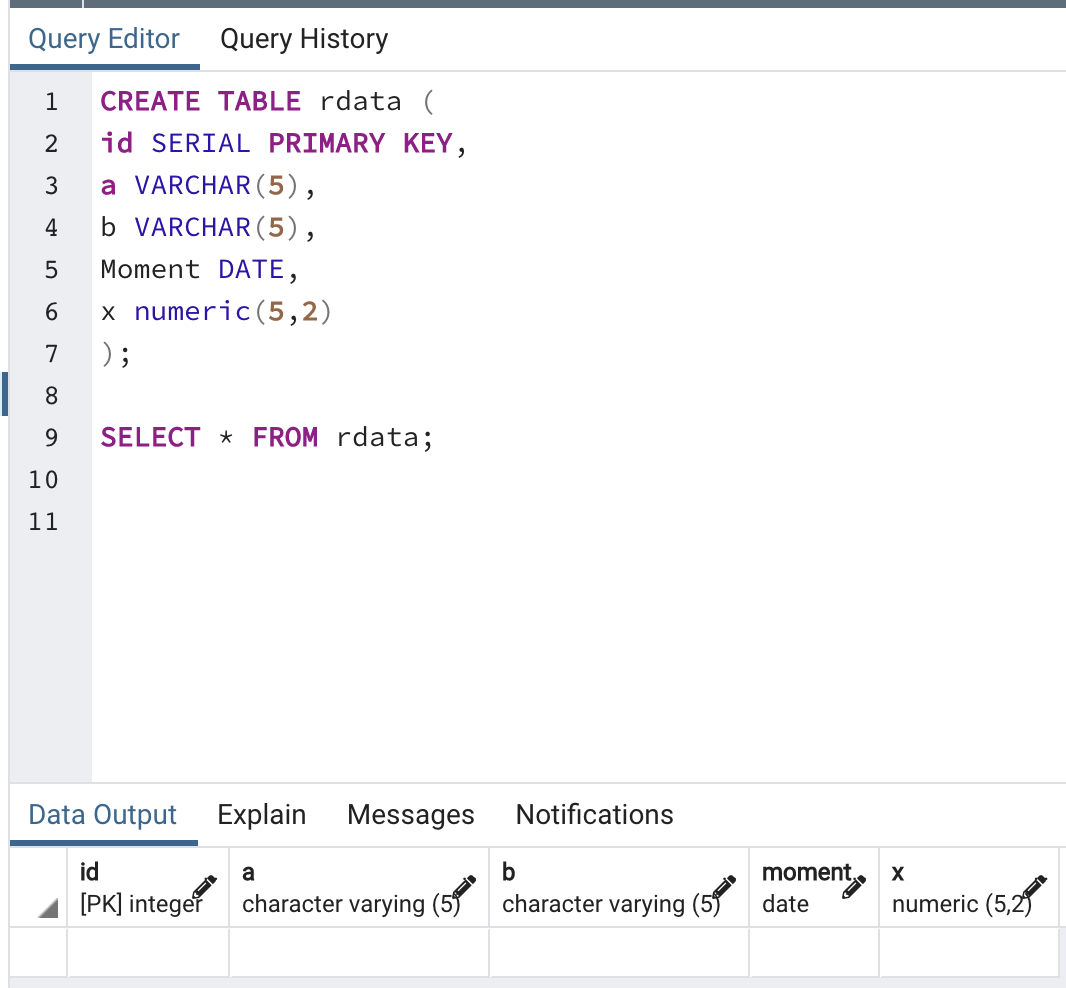 Query Editor Query History
1 CREATE TABLE rdata (
2 id SERIAL PRIMARY KEY,
3 a VARCHAR(5),
4 b VARCHAR(5),
5 Moment DATE,
6 x numeric(5,2)
7 );
8
9 SELECT * FROM rdata;
10
11
Data Output Explain Messages Notifications
id a b moment x
[PK] integer character varying (5) character varying (5) date numeric (5,2)